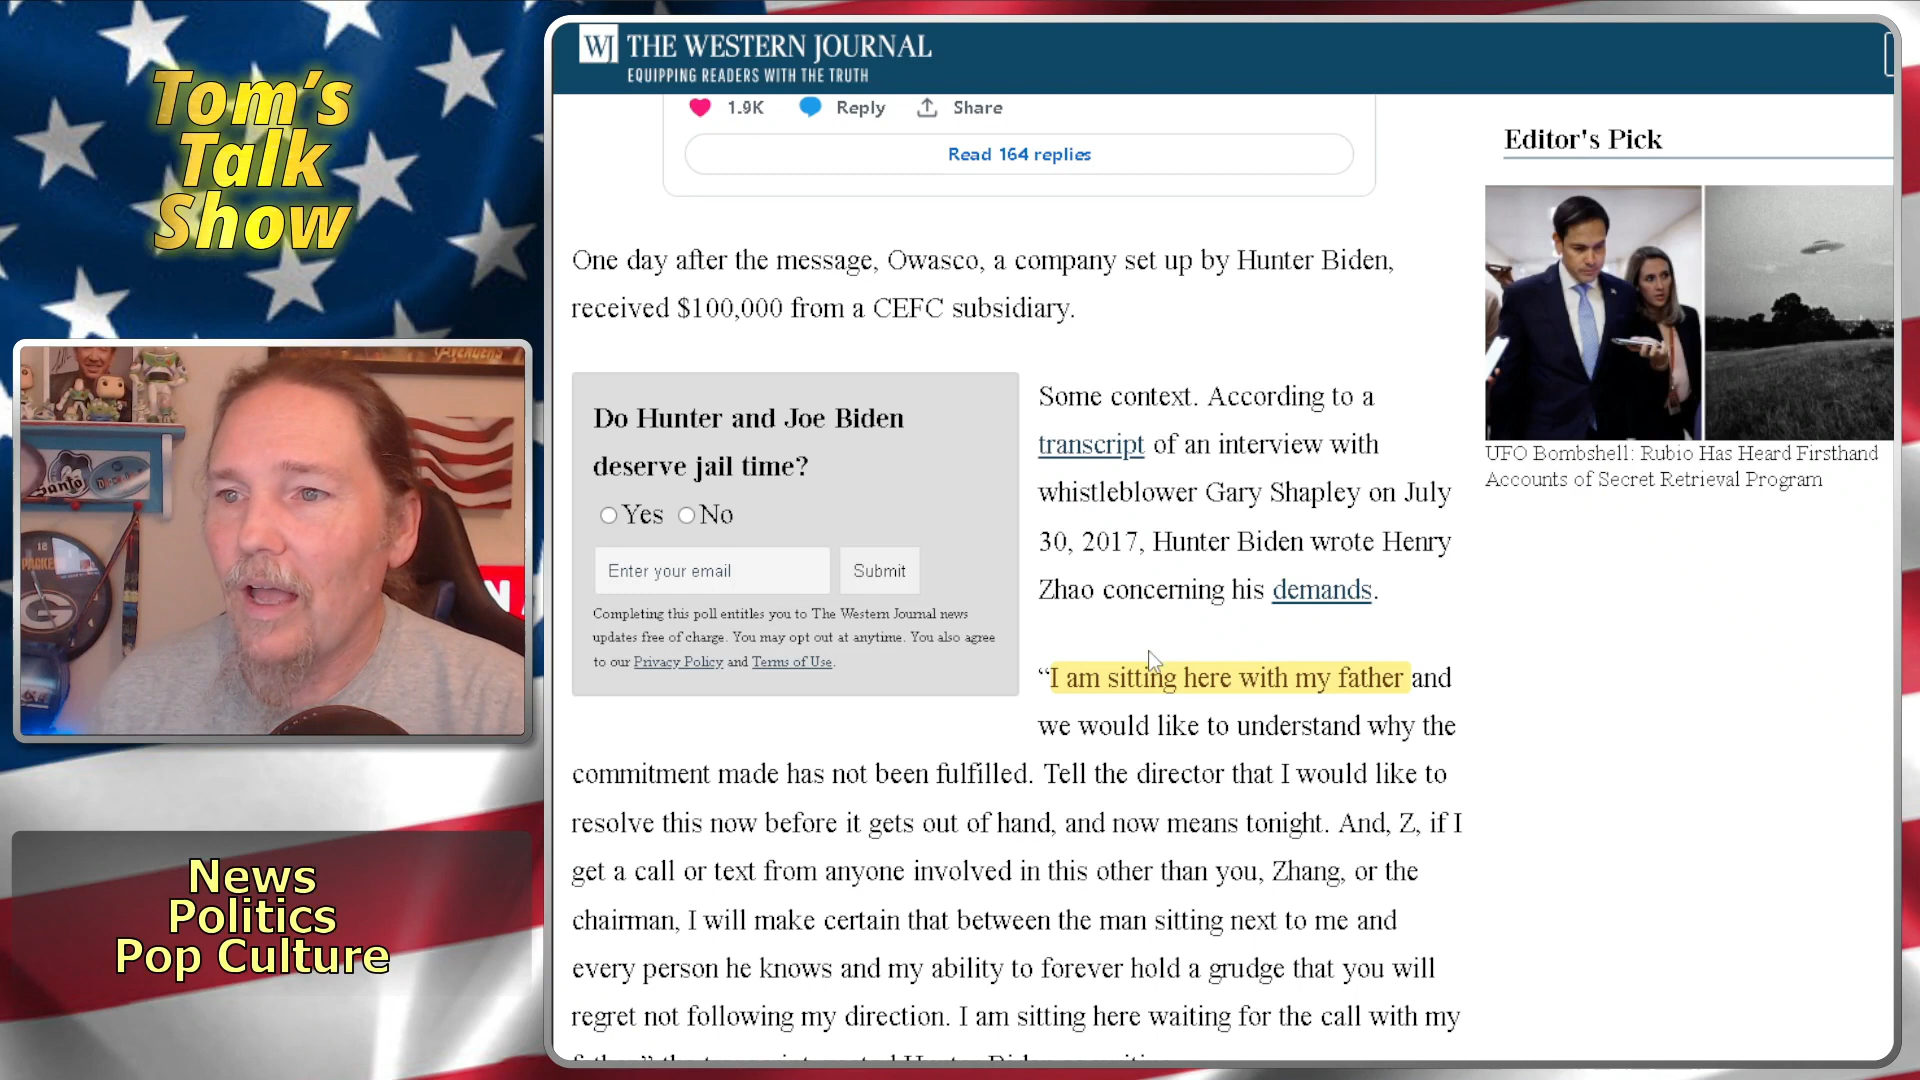 Tom's
Talk
Show
WJ THE WESTERN JOURNAL
EQUIPPING READERS WITH THE TRUTH
1.9K Reply Share
Read 164 replies
One day after the message, Owasco, a company set up by Hunter Biden,
received $100,000 from a CEFC subsidiary.
Do Hunter and Joe Biden
deserve jail time?
Yes No
Enter your email Submit
Completing this poll entitles you to The Western Journal news
updates free of charge. You may opt out at anytime. You also agree
to our Privacy Policy and Terms of Use.
Some context. According to a
transcript of an interview with
whistleblower Gary Shapley on July
30, 2017, Hunter Biden wrote Henry
Zhao concerning his demands.
“I am sitting here with my father and
we would like to understand why the
commitment made has not been fulfilled. Tell the director that I would like to
resolve this now before it gets out of hand, and now means tonight. And, Z, if I
get a call or text from anyone involved in this other than you, Zhang, or the
chairman, I will make certain that between the man sitting next to me and
every person he knows and my ability to forever hold a grudge that you will
regret not following my direction. I am sitting here waiting for the call with my
Editor's Pick
UFO Bombshell: Rubio Has Heard Firsthand
Accounts of Secret Retrieval Program
AVENGERS
PACKERS
News
Politics
Pop Culture